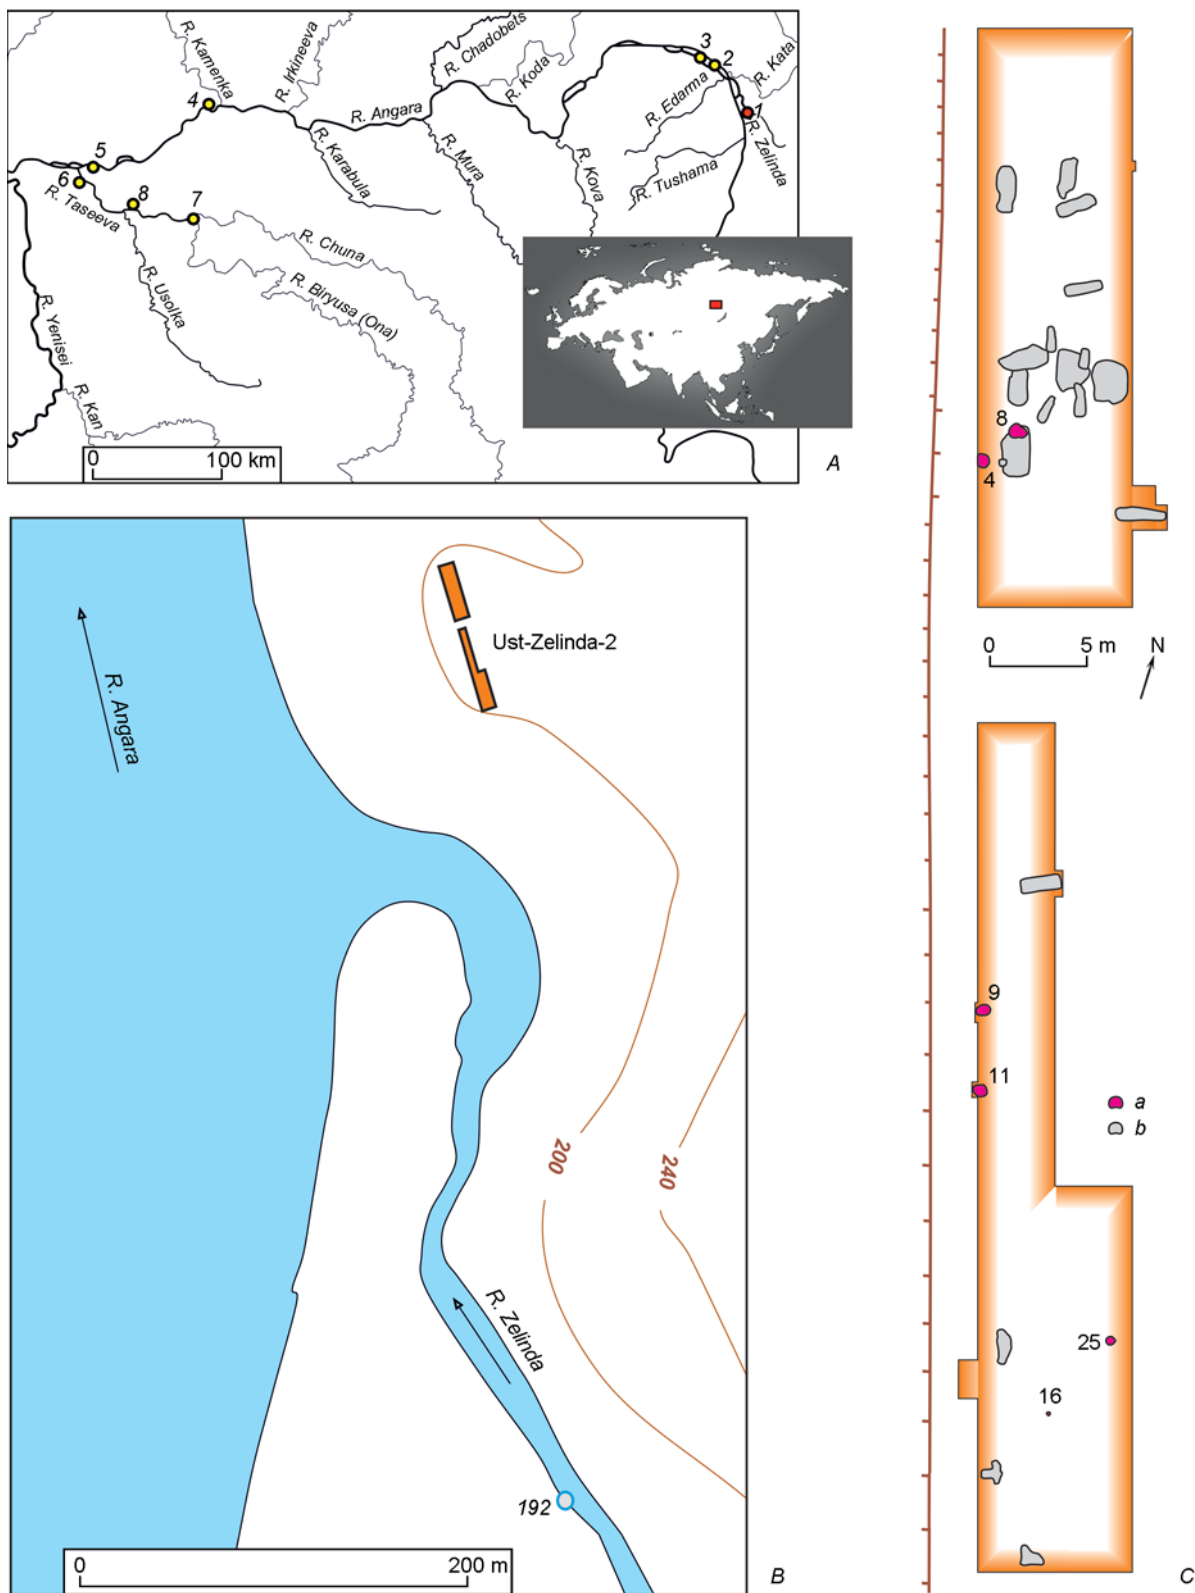 R. Kamenka
R. Irkineeva
R. Chadobets
R. Koda
3
2
R. Kata
R. Edarma
1
R. Zelinda
4
R. Angara
R. Karabula
R. Mura
R. Kova
R. Tushama
5
6
R. Taseeva
8
7
R. Chuna
R. Usolka
R. Biryusa (Ona)
R. Yenisei
R. Kan
0 100 km
A
Ust-Zelinda-2
R. Angara
200
240
R. Zelinda
192
0 200 m
B
8
4
0 5 m
N
9
11
a
b
25
16
C